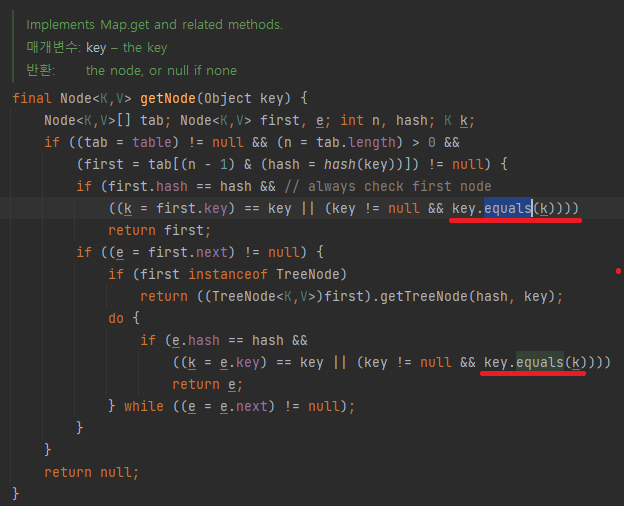 Implements Map.get and related methods.
매개변수: key – the key
반환: the node, or null if none
final Node<K,V> getNode(Object key) {
Node<K,V>[] tab; Node<K,V> first, e; int n, hash; K k;
if ((tab = table) != null && (n = tab.length) > 0 &&
(first = tab[(n - 1) & (hash = hash(key))]) != null) {
if (first.hash == hash && // always check first node
((k = first.key) == key || (key != null && key.equals(k))))
return first;
if ((e = first.next) != null) {
if (first instanceof TreeNode)
return ((TreeNode<K,V>)first).getTreeNode(hash, key);
do {
if (e.hash == hash &&
((k = e.key) == key || (key != null && key.equals(k))))
return e;
} while ((e = e.next) != null);
}
}
return null;
}